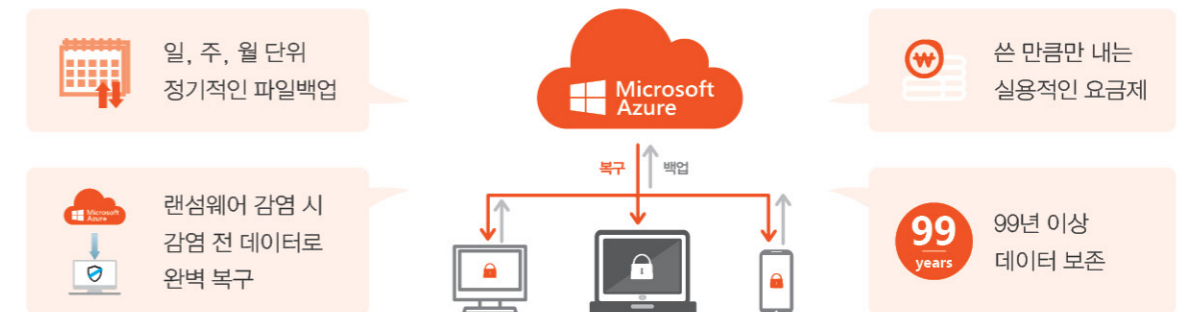 일, 주, 월 단위
정기적인 파일백업
Microsoft
Azure
쓴 만큼만 내는
실용적인 요금제
복구
백업
Microsoft
Azure
랜섬웨어 감염 시
감염 전 데이터로
완벽 복구
99
years
99년 이상
데이터 보존